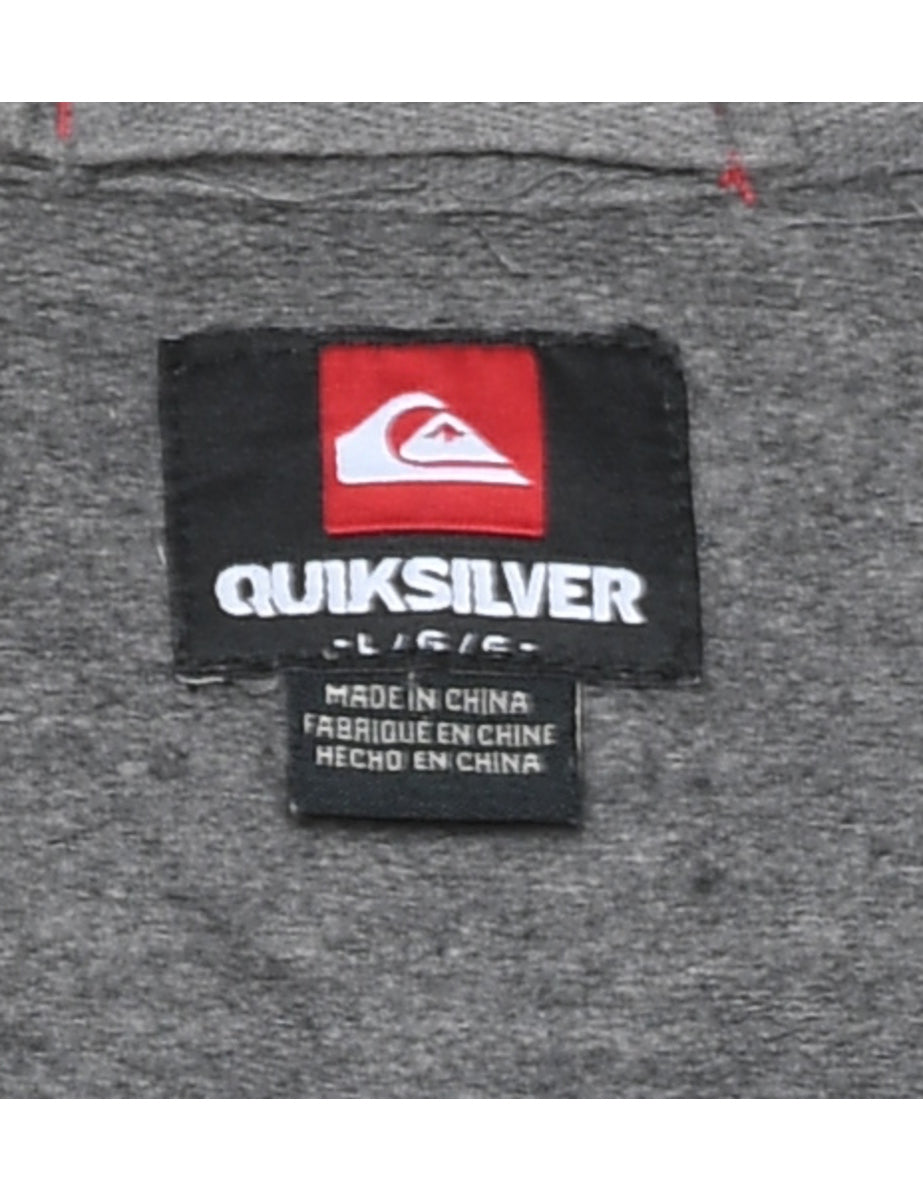 QUIKSILVER
-L/G/G-
MADE IN CHINA
FABRIQUÉ EN CHINE
HECHO EN CHINA